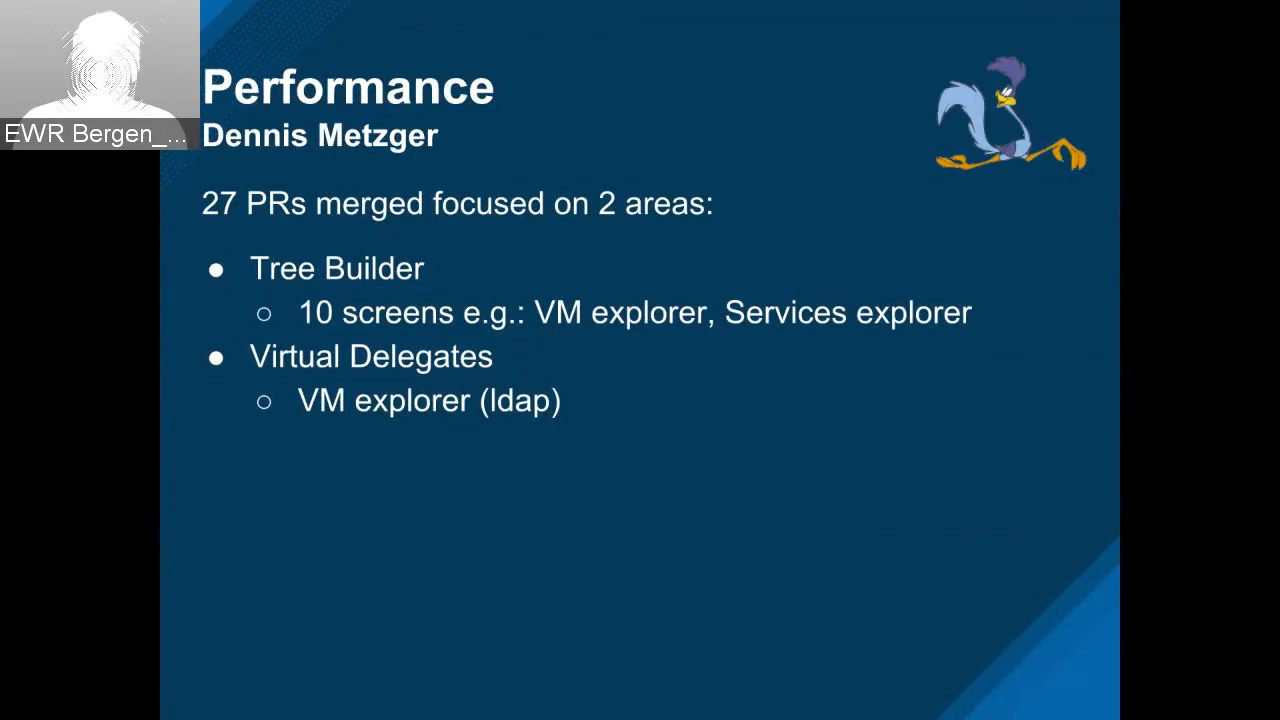 EWR Bergen_...
Performance
Dennis Metzger
27 PRs merged focused on 2 areas:
● Tree Builder
○ 10 screens e.g.: VM explorer, Services explorer
● Virtual Delegates
○ VM explorer (ldap)